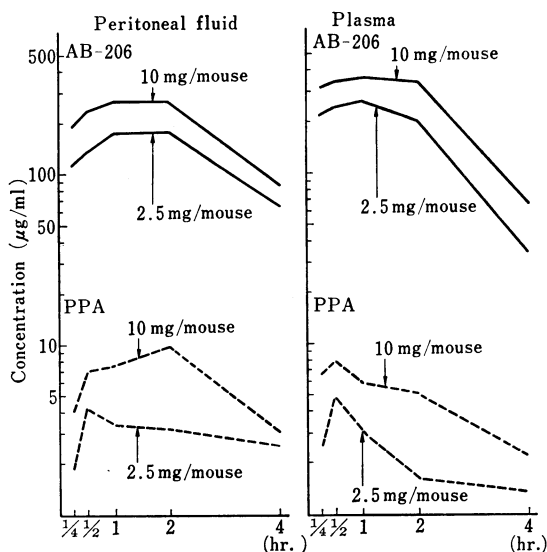 Peritoneal fluid
AB-206
500
10 mg/mouse
100
50
2.5 mg/mouse
PPA
10 mg/mouse
10
5
2.5 mg/mouse
Concentration (μg/ml)
1/4 1/2 1 2 4
(hr.)
Plasma
AB-206
10 mg/mouse
2.5 mg/mouse
PPA
10 mg/mouse
2.5 mg/mouse
1/4 1/2 1 2 4
(hr.)